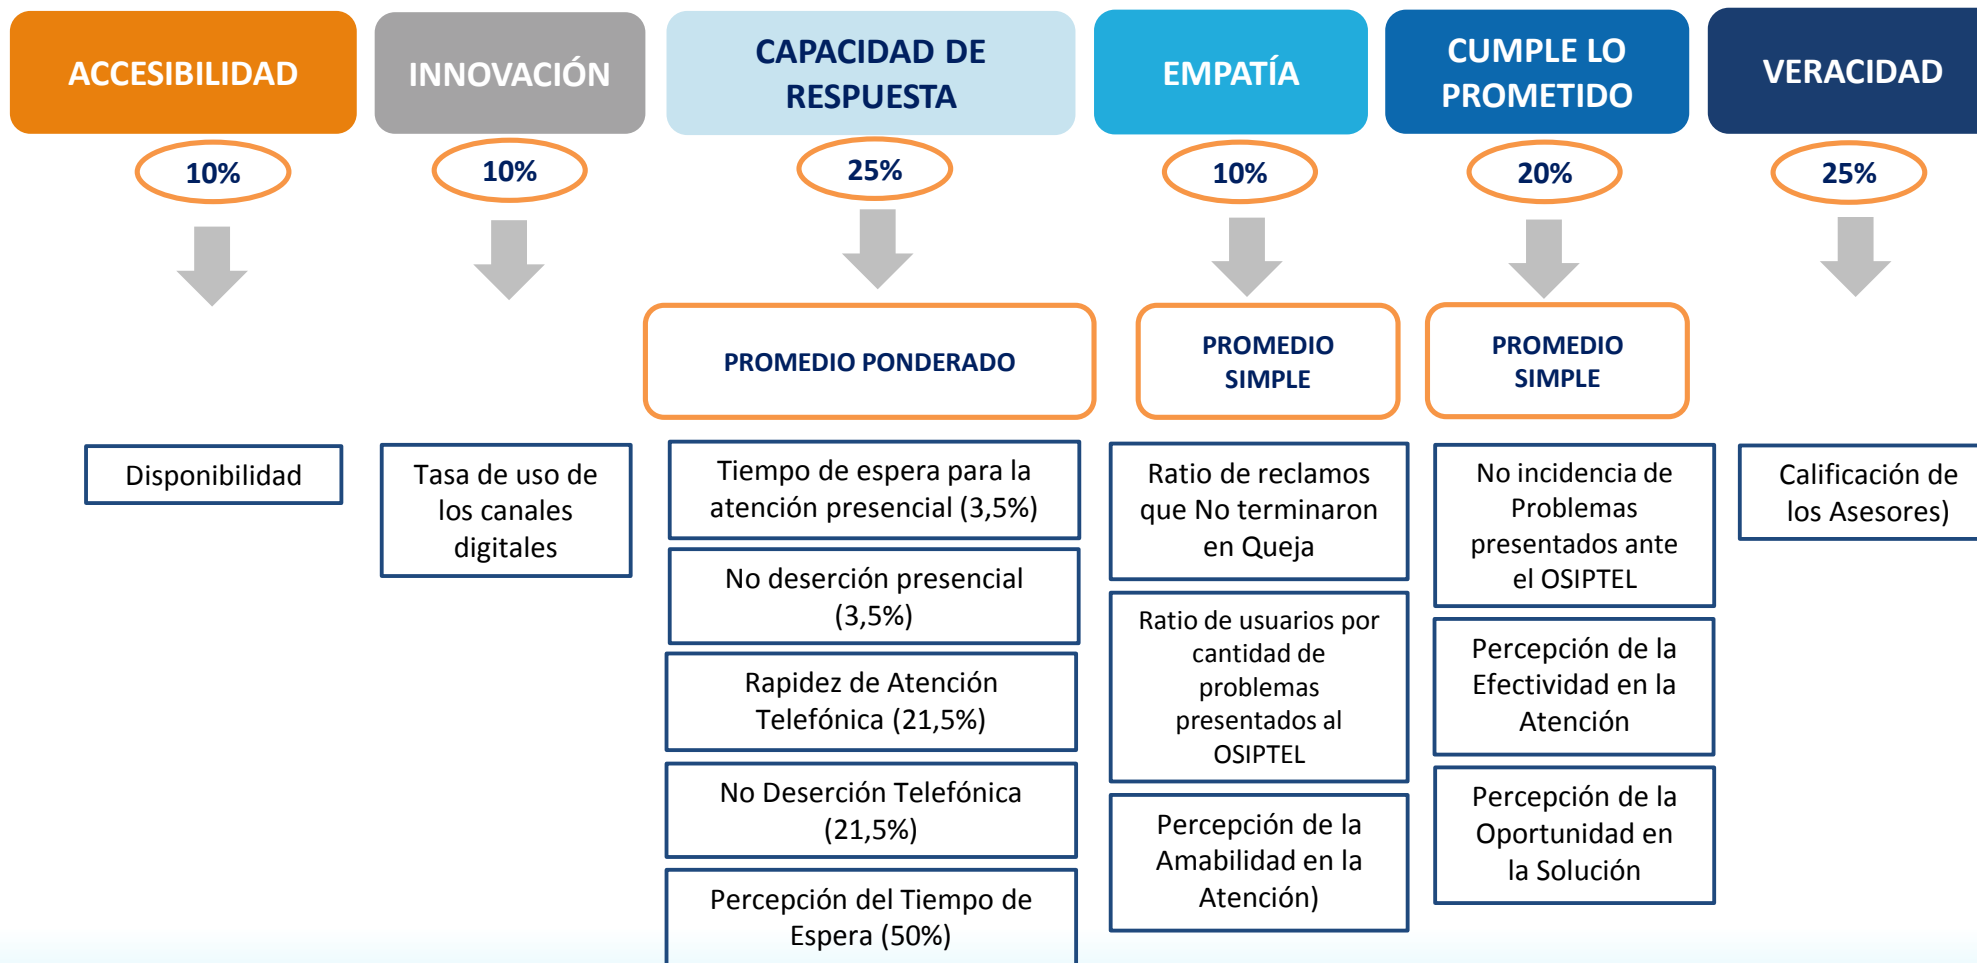 ACCESIBILIDAD
10%
Disponibilidad
INNOVACIÓN
10%
Tasa de uso de
los canales
digitales
CAPACIDAD DE
RESPUESTA
25%
PROMEDIO PONDERADO
Tiempo de espera para la
atención presencial (3,5%)
No deserción presencial
(3,5%)
Rapidez de Atención
Telefónica (21,5%)
No Deserción Telefónica
(21,5%)
Percepción del Tiempo de
Espera (50%)
EMPATÍA
10%
PROMEDIO
SIMPLE
Ratio de reclamos
que No terminaron
en Queja
Ratio de usuarios por
cantidad de
problemas
presentados al
OSIPTEL
Percepción de la
Amabilidad en la
Atención)
CUMPLE LO
PROMETIDO
20%
PROMEDIO
SIMPLE
No incidencia de
Problemas
presentados ante
el OSIPTEL
Percepción de la
Efectividad en la
Atención
Percepción de la
Oportunidad en
la Solución
VERACIDAD
25%
Calificación de
los Asesores)